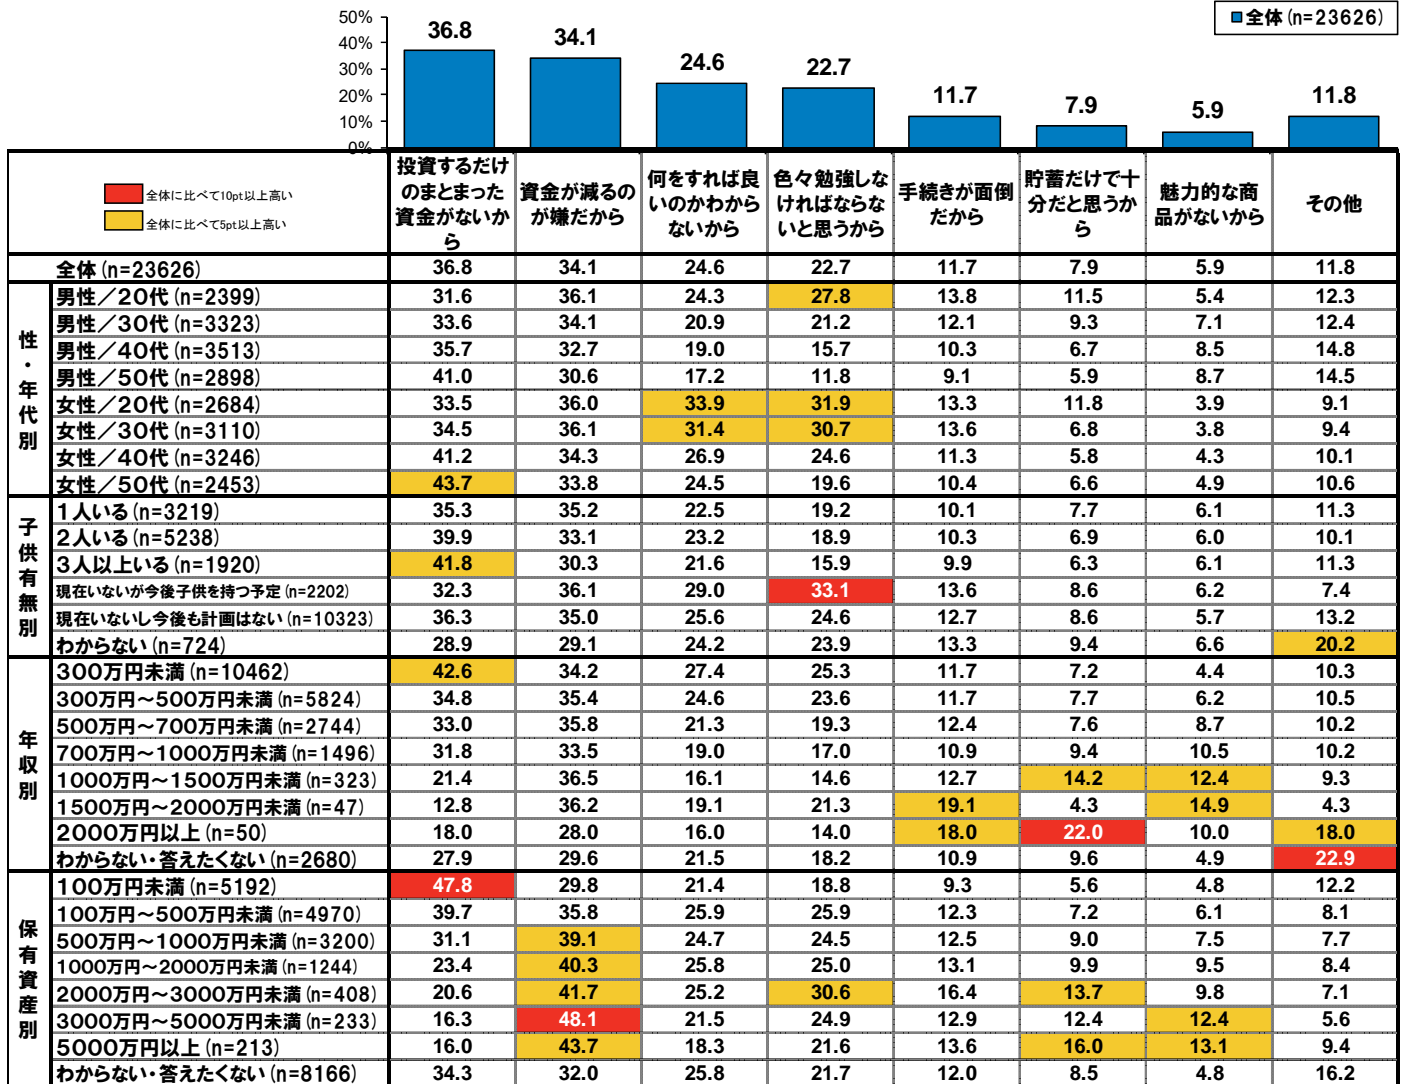 全体(n=23626)
50%
40%
30%
20%
10%
0%
36.8 34.1 24.6 22.7 11.7 7.9 5.9 11.8
全体に比べて10pt以上高い
全体に比べて5pt以上高い
投資するだけ
のまとまった
資金がないか
ら
資金が減るの
が嫌だから
何をすれば良
いのかわから
ないから
色々勉強しな
ければならな
いと思うから
手続きが面倒
だから
貯蓄だけで十
分だと思うか
ら
魅力的な商
品がないから
その他
全体(n=23626) 36.8 34.1 24.6 22.7 11.7 7.9 5.9 11.8
性・年代別
男性/20代(n=2399) 31.6 36.1 24.3 27.8 13.8 11.5 5.4 12.3
男性/30代(n=3323) 33.6 34.1 20.9 21.2 12.1 9.3 7.1 12.4
男性/40代(n=3513) 35.7 32.7 19.0 15.7 10.3 6.7 8.5 14.8
男性/50代(n=2898) 41.0 30.6 17.2 11.8 9.1 5.9 8.7 14.5
女性/20代(n=2684) 33.5 36.0 33.9 31.9 13.3 11.8 3.9 9.1
女性/30代(n=3110) 34.5 36.1 31.4 30.7 13.6 6.8 3.8 9.4
女性/40代(n=3246) 41.2 34.3 26.9 24.6 11.3 5.8 4.3 10.1
女性/50代(n=2453) 43.7 33.8 24.5 19.6 10.4 6.6 4.9 10.6
子供有無別
1人いる(n=3219) 35.3 35.2 22.5 19.2 10.1 7.7 6.1 11.3
2人いる(n=5238) 39.9 33.1 23.2 18.9 10.3 6.9 6.0 10.1
3人以上いる(n=1920) 41.8 30.3 21.6 15.9 9.9 6.3 6.1 11.3
現在いないが今後子供を持つ予定(n=2202) 32.3 36.1 29.0 33.1 13.6 8.6 6.2 7.4
現在いないし今後も計画はない(n=10323) 36.3 35.0 25.6 24.6 12.7 8.6 5.7 13.2
わからない(n=724) 28.9 29.1 24.2 23.9 13.3 9.4 6.6 20.2
年収別
300万円未満(n=10462) 42.6 34.2 27.4 25.3 11.7 7.2 4.4 10.3
300万円~500万円未満(n=5824) 34.8 35.4 24.6 23.6 11.7 7.7 6.2 10.5
500万円~700万円未満(n=2744) 33.0 35.8 21.3 19.3 12.4 7.6 8.7 10.2
700万円~1000万円未満(n=1496) 31.8 33.5 19.0 17.0 10.9 9.4 10.5 10.2
1000万円~1500万円未満(n=323) 21.4 36.5 16.1 14.6 12.7 14.2 12.4 9.3
1500万円~2000万円未満(n=47) 12.8 36.2 19.1 21.3 19.1 4.3 14.9 4.3
2000万円以上(n=50) 18.0 28.0 16.0 14.0 18.0 22.0 10.0 18.0
わからない・答えたくない(n=2680) 27.9 29.6 21.5 18.2 10.9 9.6 4.9 22.9
保有資産別
100万円未満(n=5192) 47.8 29.8 21.4 18.8 9.3 5.6 4.8 12.2
100万円~500万円未満(n=4970) 39.7 35.8 25.9 25.9 12.3 7.2 6.1 8.1
500万円~1000万円未満(n=3200) 31.1 39.1 24.7 24.5 12.5 9.0 7.5 7.7
1000万円~2000万円未満(n=1244) 23.4 40.3 25.8 25.0 13.1 9.9 9.5 8.4
2000万円~3000万円未満(n=408) 20.6 41.7 25.2 30.6 16.4 13.7 9.8 7.1
3000万円~5000万円未満(n=233) 16.3 48.1 21.5 24.9 12.9 12.4 12.4 5.6
5000万円以上(n=213) 16.0 43.7 18.3 21.6 13.6 16.0 13.1 9.4
わからない・答えたくない(n=8166) 34.3 32.0 25.8 21.7 12.0 8.5 4.8 16.2